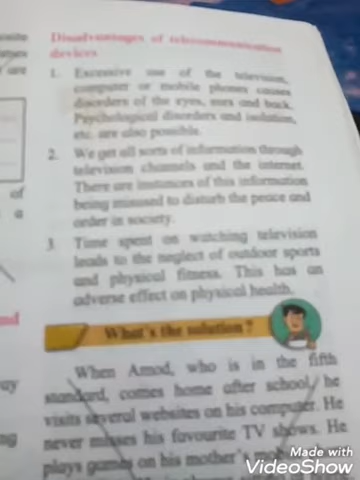 Disadvantages of telecommunication
devices
1. Excessive use of the television,
computer or mobile phones causes
disorders of the eyes, ears and back.
Psychological disorders and isolation,
etc. are also possible.
2. We get all sorts of information through
television channels and the internet.
There are instances of this information
being misused to disturb the peace and
order in society.
3. Time spent on watching television
leads to the neglect of outdoor sports
and physical fitness. This has an
adverse effect on physical health.
What's the solution?
When Amod, who is in the fifth
standard, comes home after school, he
visits several websites on his computer. He
never misses his favourite TV shows. He
plays games on his mother's
are
of
a
nd
ay
ng
Made with
VideoShow